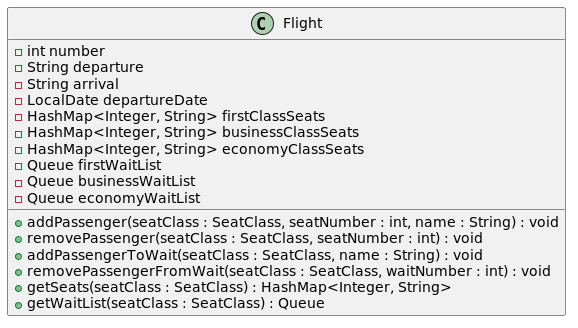 C Flight
int number
String departure
String arrival
LocalDate departureDate
HashMap<Integer, String> firstClassSeats
HashMap<Integer, String> businessClassSeats
HashMap<Integer, String> economyClassSeats
Queue firstWaitList
Queue businessWaitList
Queue economyWaitList
addPassenger(seatClass : SeatClass, seatNumber : int, name : String) : void
removePassenger(seatClass : SeatClass, seatNumber : int) : void
addPassengerToWait(seatClass : SeatClass, name : String) : void
removePassengerFromWait(seatClass : SeatClass, waitNumber : int) : void
getSeats(seatClass : SeatClass) : HashMap<Integer, String>
getWaitList(seatClass : SeatClass) : Queue